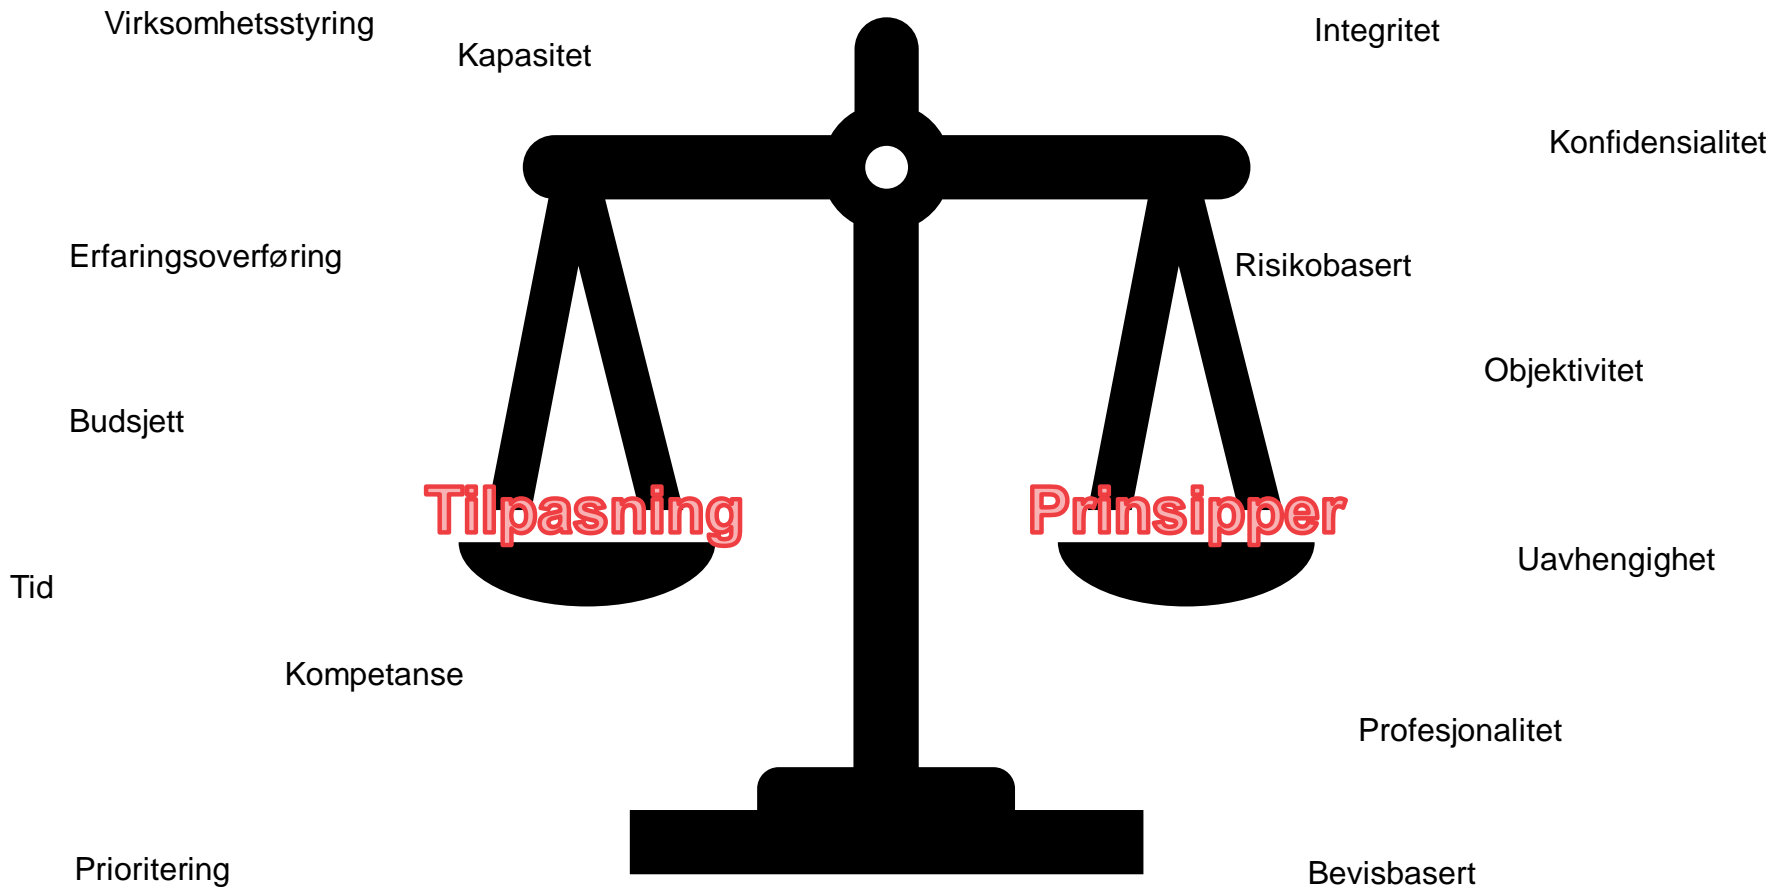 Virksomhetsstyring
Kapasitet
Integritet
Konfidensialitet
Erfaringsoverføring
Risikobasert
Objektivitet
Budsjett
Tilpasning
Prinsipper
Uavhengighet
Tid
Kompetanse
Profesjonalitet
Prioritering
Bevisbasert